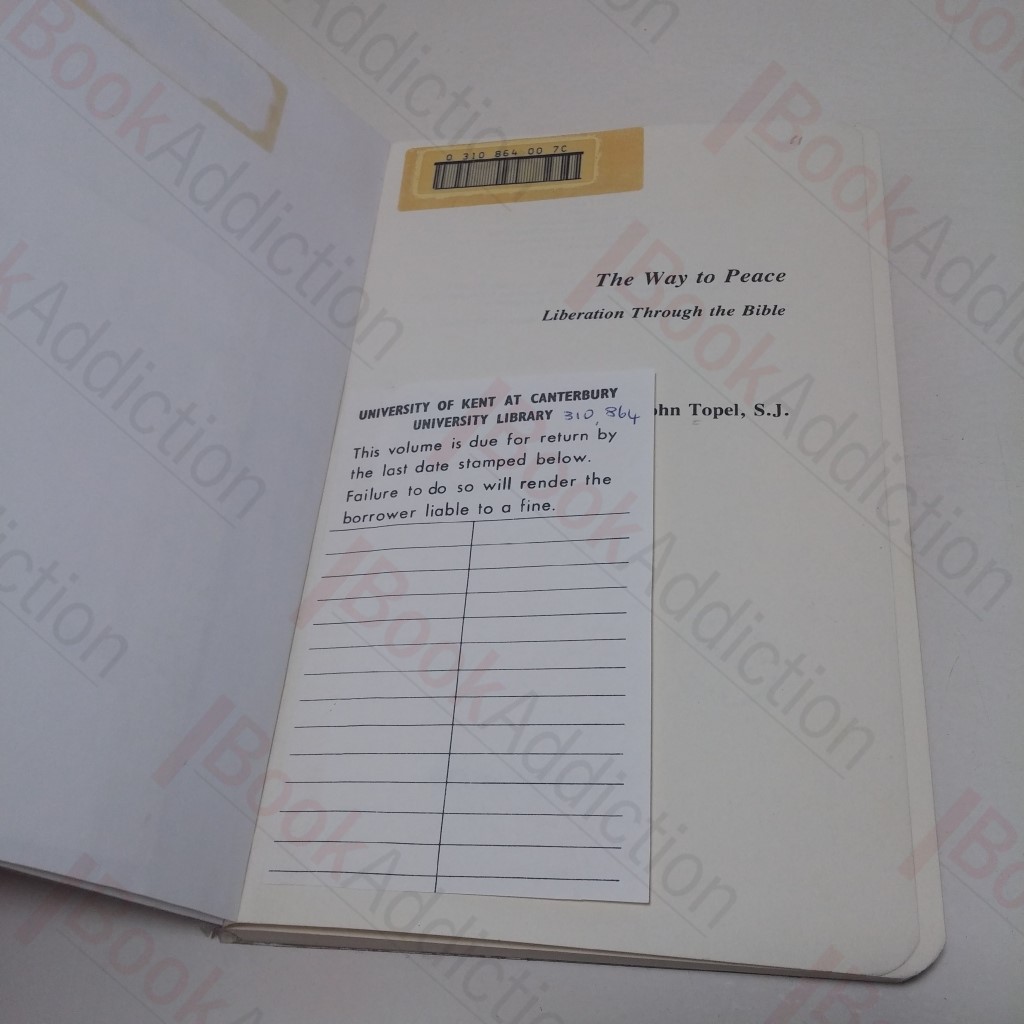 0 310 864 00 7C
The Way to Peace
Liberation Through the Bible
ohn Topel, S.J.
UNIVERSITY OF KENT AT CANTERBURY
UNIVERSITY LIBRARY 310,864
This volume is due for return by
the last date stamped below.
Failure to do so will render the
borrower liable to a fine.
BookAddiction